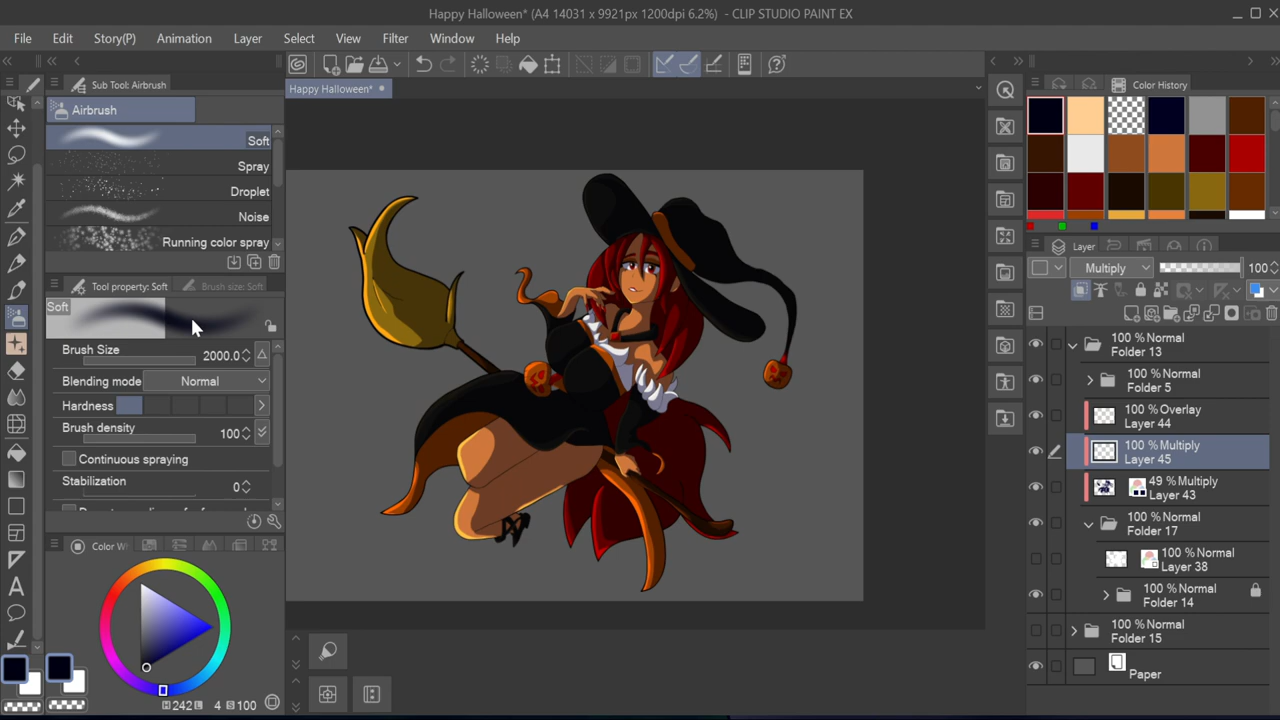 Happy Halloween* (A4 14031 x 9921px 1200dpi 6.2%) - CLIP STUDIO PAINT EX
File Edit Story(P) Animation Layer Select View Filter Window Help
Sub Tool: Airbrush
Airbrush
Soft
Spray
Droplet
Noise
Running color spray
Tool property: Soft
Brush size: Soft
Soft
Brush Size 2000.0
Blending mode Normal
Hardness
Brush density 100
Continuous spraying
Stabilization 0
Color W
H 242 L 4 S 100
Happy Halloween*
Color History
Layer
Multiply 100
100 % Normal
Folder 13
100 % Normal
Folder 5
100 % Overlay
Layer 44
100 % Multiply
Layer 45
49 % Multiply
Layer 43
100 % Normal
Folder 17
100 % Normal
Layer 38
100 % Normal
Folder 14
100 % Normal
Folder 15
Paper